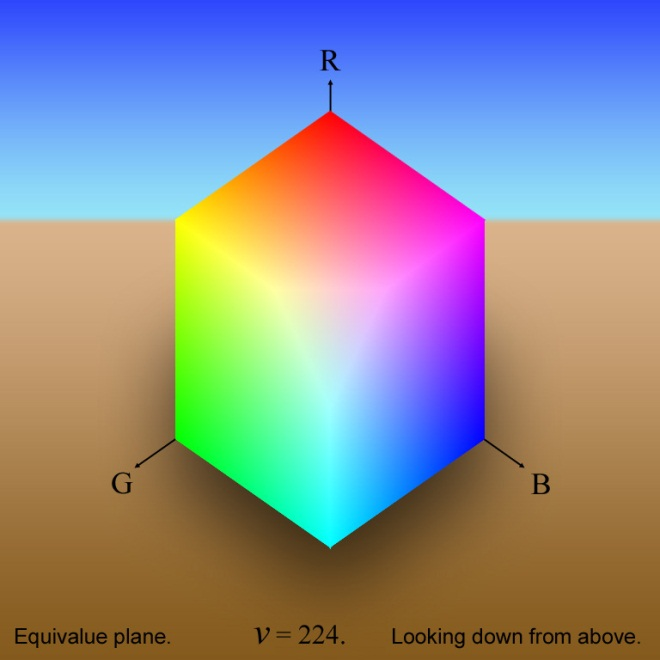 R
G
B
Equivalue plane. v = 224. Looking down from above.